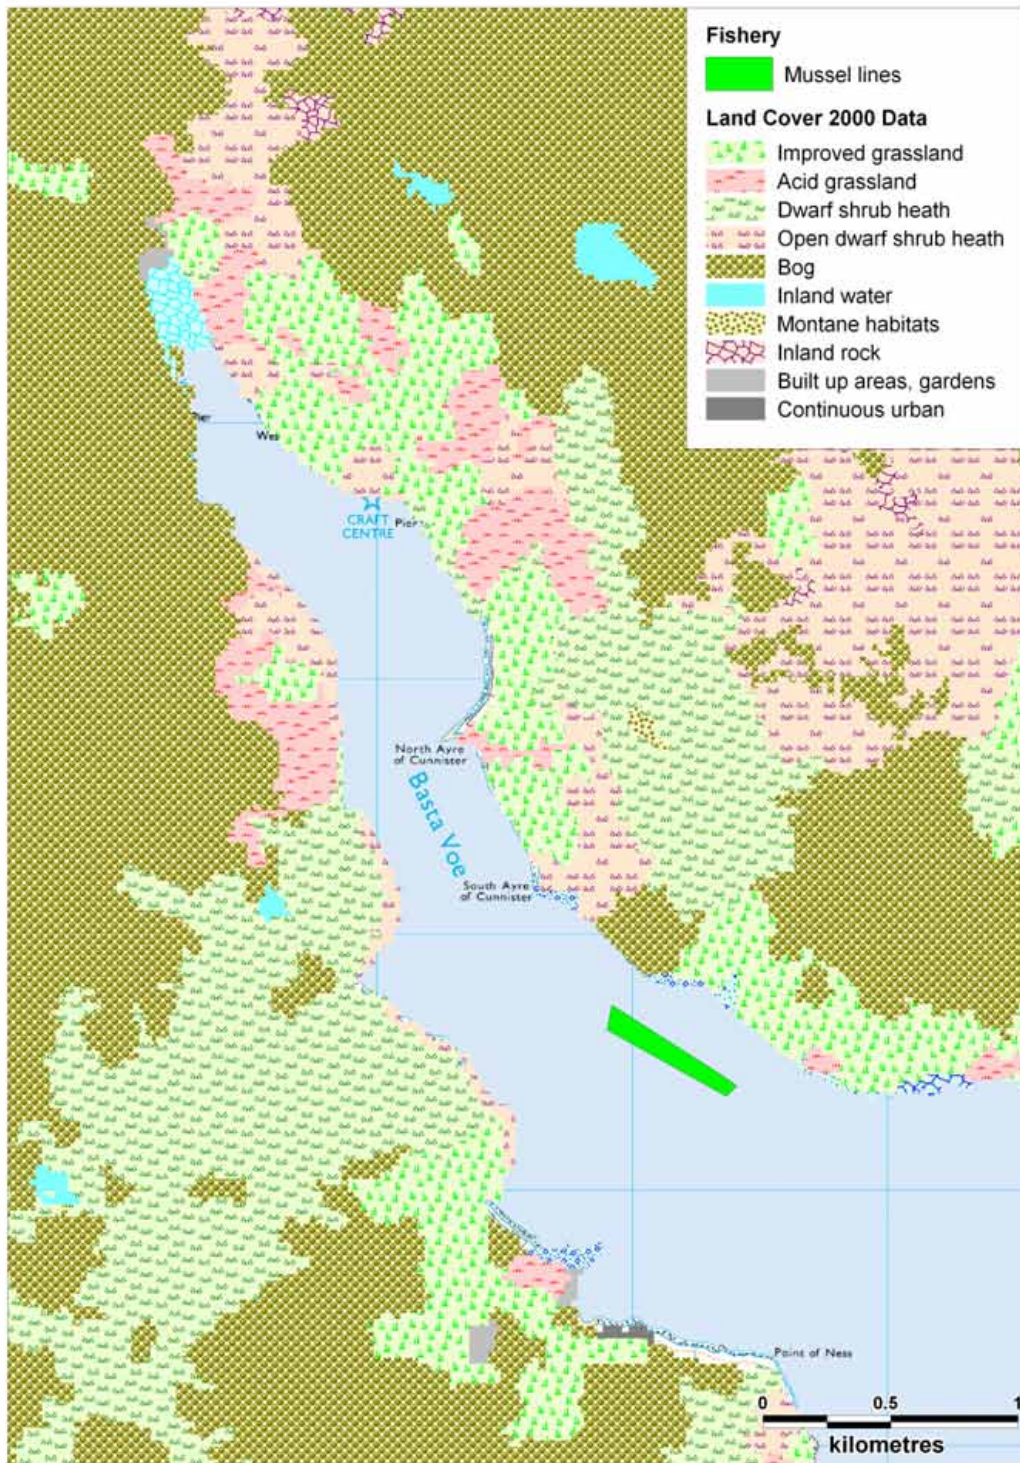 Fishery
Mussel lines
Land Cover 2000 Data
Improved grassland
Acid grassland
Dwarf shrub heath
Open dwarf shrub heath
Bog
Inland water
Montane habitats
Inland rock
Built up areas, gardens
Continuous urban
Wes
CRAFT
CENTRE
Pier
North Ayre
of Cunnister
Basta Voe
South Ayre
of Cunnister
Point of Ness
0 0.5 1
kilometres